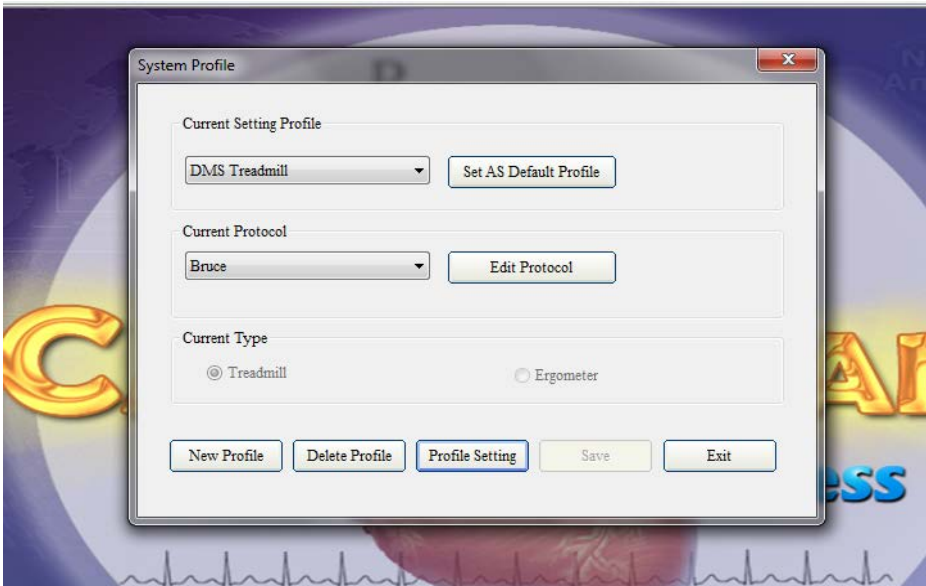 System Profile
Current Setting Profile
DMS Treadmill
Set AS Default Profile
Current Protocol
Bruce
Edit Protocol
Current Type
Treadmill
Ergometer
New Profile
Delete Profile
Profile Setting
Save
Exit